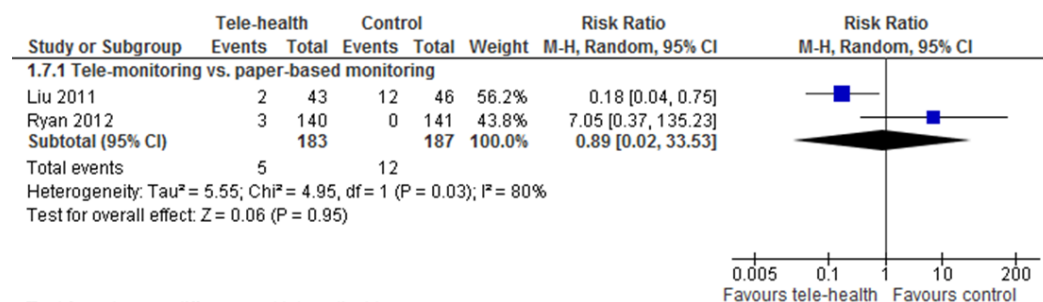 Tele-health Control Risk Ratio Risk Ratio
Study or Subgroup Events Total Events Total Weight M-H, Random, 95% CI M-H, Random, 95% CI
1.7.1 Tele-monitoring vs. paper-based monitoring
Liu 2011 2 43 12 46 56.2% 0.18 [0.04, 0.75]
Ryan 2012 3 140 0 141 43.8% 7.05 [0.37, 135.23]
Subtotal (95% CI) 183 187 100.0% 0.89 [0.02, 33.53]
Total events 5 12
Heterogeneity: Tau² = 5.55; Chi² = 4.95, df = 1 (P = 0.03); I² = 80%
Test for overall effect: Z = 0.06 (P = 0.95)
0.005 0.1 1 10 200
Favours tele-health Favours control